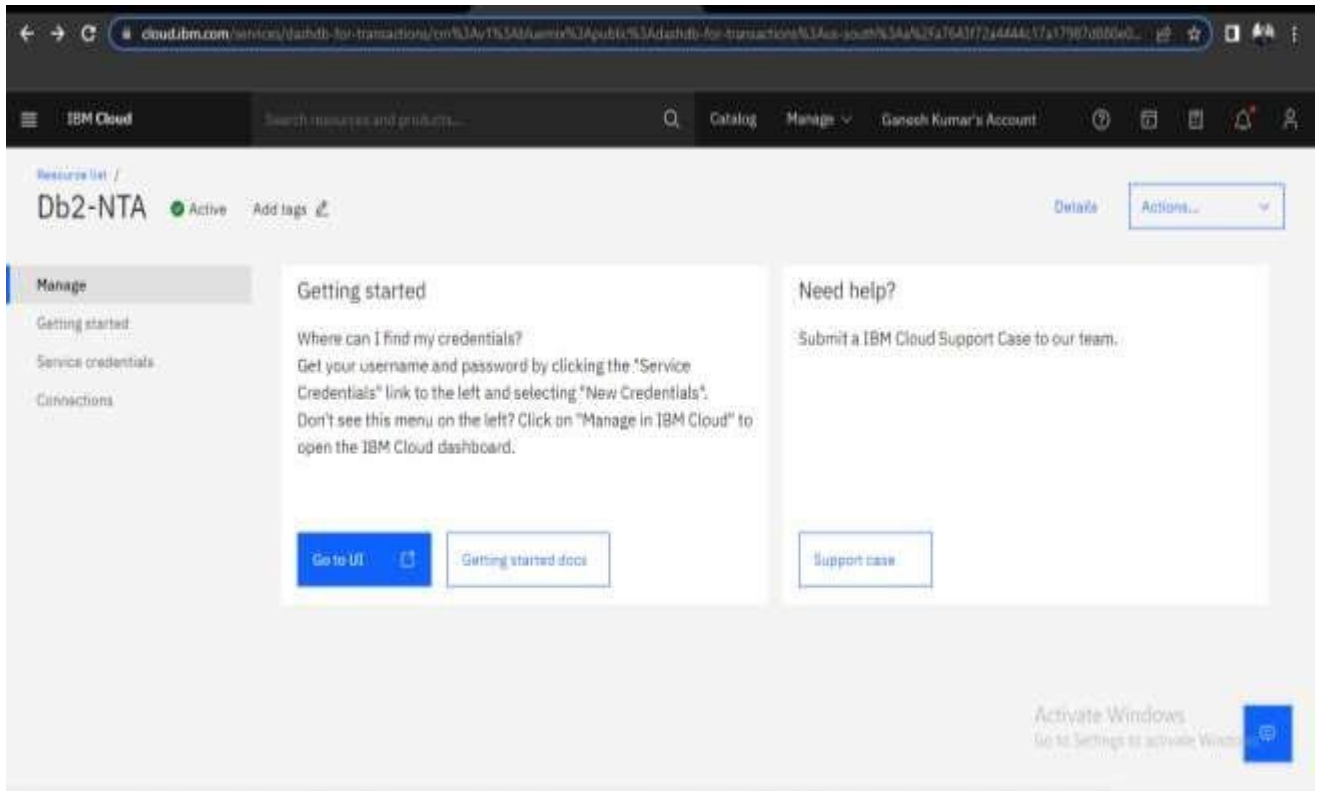 cloud.ibm.com/services/dashdb-for-transactions/
IBM Cloud
Search resources and products...
Catalog
Manage
Ganesh Kumar's Account
Resource list /
Db2-NTA
Active
Add tags
Details
Actions...
Manage
Getting started
Service credentials
Connections
Getting started
Where can I find my credentials?
Get your username and password by clicking the "Service
Credentials" link to the left and selecting "New Credentials".
Don't see this menu on the left? Click on "Manage in IBM Cloud" to
open the IBM Cloud dashboard.
Go to UI
Getting started docs
Need help?
Submit a IBM Cloud Support Case to our team.
Support case
Activate Windows
Go to Settings to activate